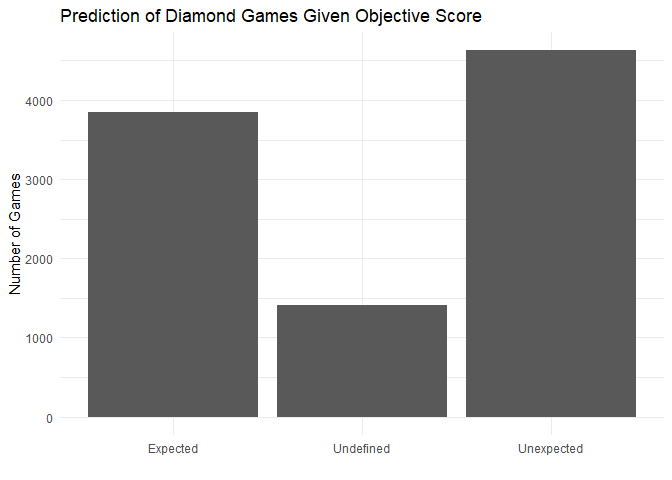 Prediction of Diamond Games Given Objective Score
Number of Games
4000
3000
2000
1000
0
Expected Undefined Unexpected